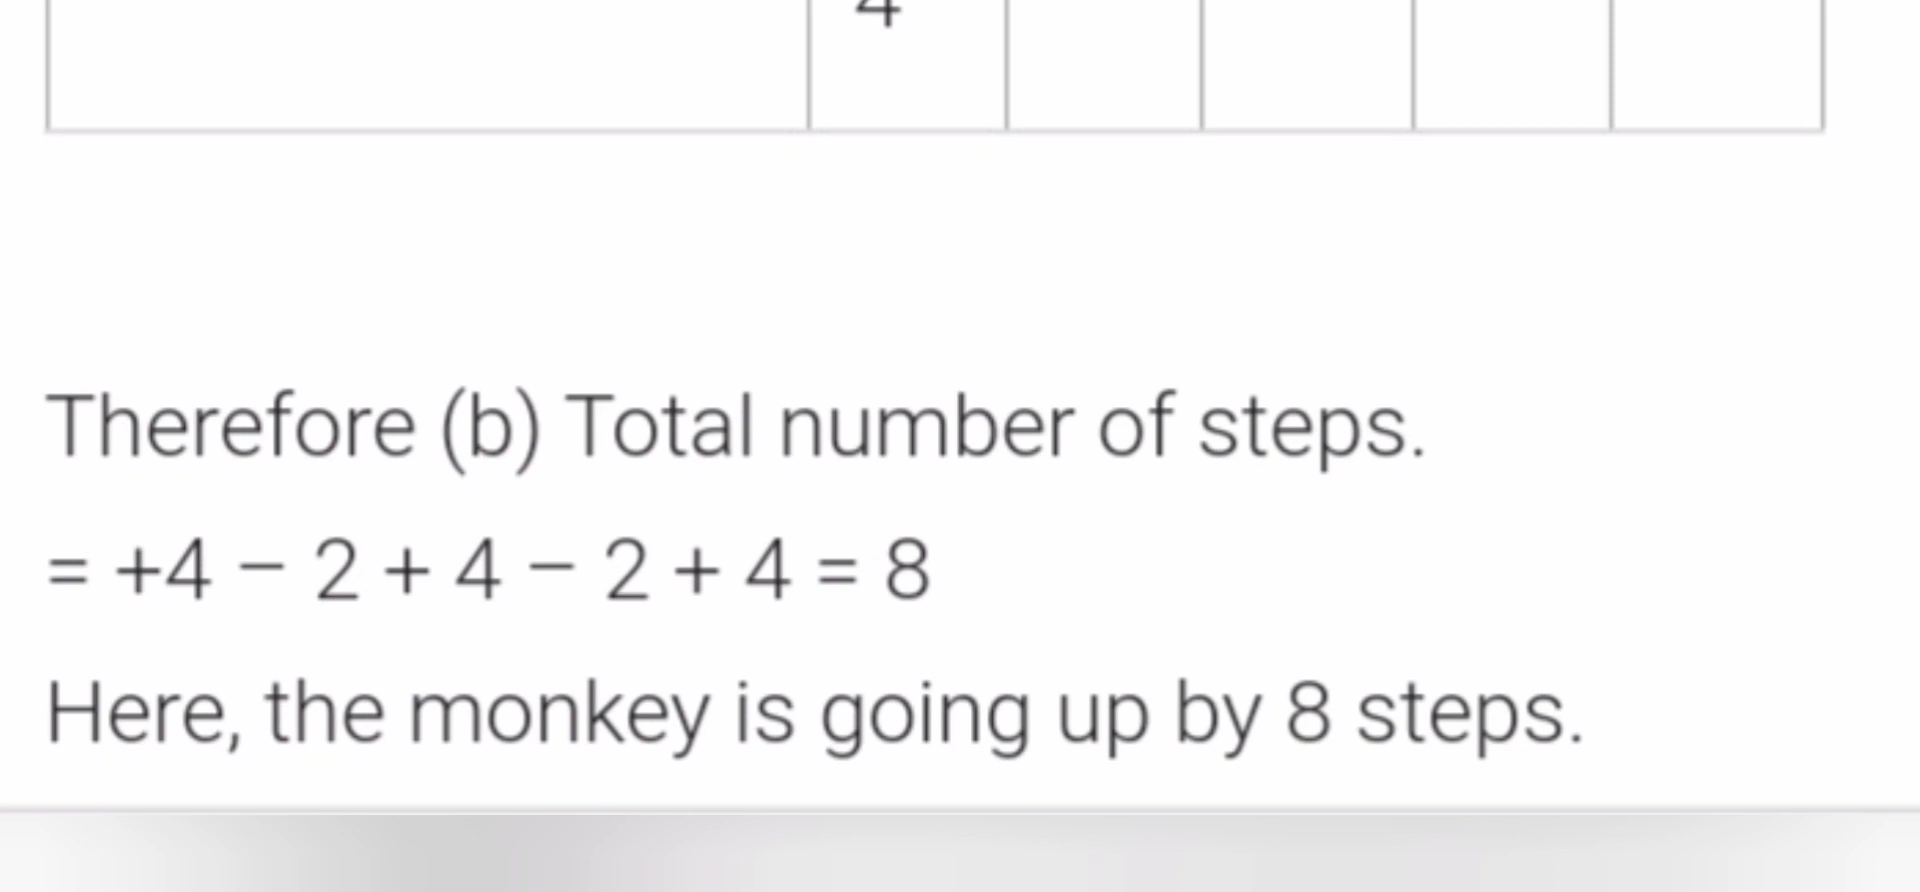 4
Therefore (b) Total number of steps.
= +4 − 2 + 4 − 2 + 4 = 8
Here, the monkey is going up by 8 steps.